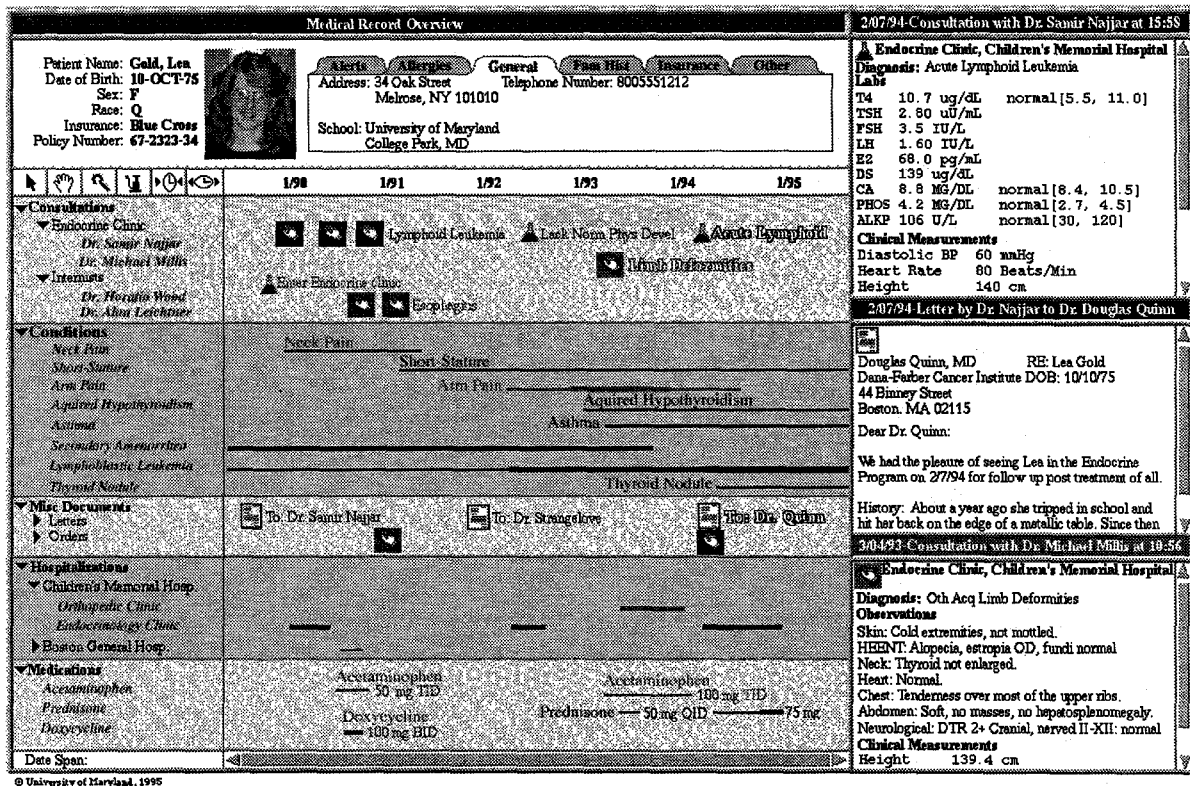 Medical Record Overview
Patient Name: Gold, Lea
Date of Birth: 10-OCT-75
Sex: F
Race: Q
Insurance: Blue Cross
Policy Number: 67-2323-34
Alerts Allergies General Fam Hist Insurance Other
Address: 34 Oak Street Telephone Number: 8005551212
Melrose, NY 101010
School: University of Maryland
College Park, MD
1/90 1/91 1/92 1/93 1/94 1/95
Consultations
Endocrine Clinic
Dr. Samir Najjar
Dr. Michael Millis
Internists
Dr. Horatio Wood
Dr. Alan Leichtner
Lymphoid Leukemia Lack Norm Phys Devel Acute Lymphoid
Limb Deformities
Enter Endocrine Clinic
Esophagitis
Conditions
Neck Pain
Short-Stature
Arm Pain
Aquired Hypothyroidism
Asthma
Secondary Amenorrhea
Lymphoblastic Leukemia
Thyroid Nodule
Neck Pain
Short-Stature
Arm Pain
Aquired Hypothyroidism
Asthma
Thyroid Nodule
Misc Documents
Letters
Orders
To: Dr. Samir Najjar To: Dr. Strangelove To: Dr. Quinn
Hospitalizations
Children's Memorial Hosp.
Orthopedic Clinic
Endocrinology Clinic
Boston General Hosp.
Medications
Acetaminophen
Prednisone
Doxycycline
Acetaminophen
50 mg TID
Doxycycline
100 mg BID
Acetaminophen
100 mg TID
Prednisone 50 mg QID 75 mg
Date Span:
© University of Maryland, 1995
2/07/94-Consultation with Dr. Samir Najjar at 15:58
Endocrine Clinic, Children's Memorial Hospital
Diagnosis: Acute Lymphoid Leukemia
Labs
T4 10.7 ug/dL normal[5.5, 11.0]
TSH 2.80 uU/mL
FSH 3.5 IU/L
LH 1.60 IU/L
E2 68.0 pg/mL
DS 139 ug/dL
CA 8.8 MG/DL normal[8.4, 10.5]
PHOS 4.2 MG/DL normal[2.7, 4.5]
ALKP 106 U/L normal[30, 120]
Clinical Measurements
Diastolic BP 60 mmHg
Heart Rate 80 Beats/Min
Height 140 cm
2/07/94-Letter by Dr. Najjar to Dr. Douglas Quinn
Douglas Quinn, MD RE: Lea Gold
Dana-Farber Cancer Institute DOB: 10/10/75
44 Binney Street
Boston. MA 02115
Dear Dr. Quinn:
We had the pleasure of seeing Lea in the Endocrine
Program on 2/7/94 for follow up post treatment of all.
History: About a year ago she tripped in school and
hit her back on the edge of a metallic table. Since then
3/04/93-Consultation with Dr. Michael Millis at 10:56
Endocrine Clinic, Children's Memorial Hospital
Diagnosis: Oth Acq Limb Deformities
Observations
Skin: Cold extremities, not mottled.
HEENT: Alopecia, estropia OD, fundi normal
Neck: Thyroid not enlarged.
Heart: Normal.
Chest: Tenderness over most of the upper ribs.
Abdomen: Soft, no masses, no hepatosplenomegaly.
Neurological: DTR 2+ Cranial, nerved II-XII: normal
Clinical Measurements
Height 139.4 cm